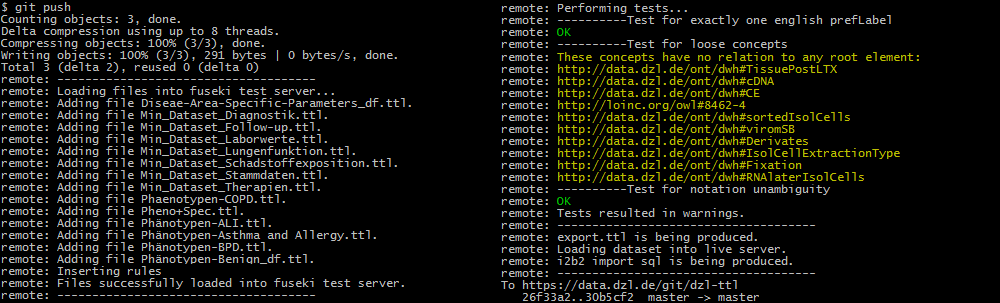 $ git push
Counting objects: 3, done.
Delta compression using up to 8 threads.
Compressing objects: 100% (3/3), done.
Writing objects: 100% (3/3), 291 bytes | 0 bytes/s, done.
Total 3 (delta 2), reused 0 (delta 0)
remote: ----------------------------------
remote: Loading files into fuseki test server...
remote: Adding file Diseae-Area-Specific-Parameters_df.ttl.
remote: Adding file Min_Dataset_Diagnostik.ttl.
remote: Adding file Min_Dataset_Follow-up.ttl.
remote: Adding file Min_Dataset_Laborwerte.ttl.
remote: Adding file Min_Dataset_Lungenfunktion.ttl.
remote: Adding file Min_Dataset_Schadstoffexposition.ttl.
remote: Adding file Min_Dataset_Stammdaten.ttl.
remote: Adding file Min_Dataset_Therapien.ttl.
remote: Adding file Phaenotypen-COPD.ttl.
remote: Adding file Pheno+Spec.ttl.
remote: Adding file Phänotypen-ALI.ttl.
remote: Adding file Phänotypen-Asthma and Allergy.ttl.
remote: Adding file Phänotypen-BPD.ttl.
remote: Adding file Phänotypen-Benign_df.ttl.
remote: Inserting rules
remote: Files successfully loaded into fuseki test server.
remote: ----------------------------------
remote: Performing tests...
remote: ----------Test for exactly one english prefLabel
remote: OK
remote: ----------Test for loose concepts
remote: These concepts have no relation to any root element:
remote: http://data.dzl.de/ont/dwh#TissuePostLTX
remote: http://data.dzl.de/ont/dwh#cDNA
remote: http://data.dzl.de/ont/dwh#CE
remote: http://loinc.org/owl#8462-4
remote: http://data.dzl.de/ont/dwh#sortedIsolCells
remote: http://data.dzl.de/ont/dwh#viromSB
remote: http://data.dzl.de/ont/dwh#Derivates
remote: http://data.dzl.de/ont/dwh#IsolCellExtractionType
remote: http://data.dzl.de/ont/dwh#Fixation
remote: http://data.dzl.de/ont/dwh#RNAlaterIsolCells
remote: ----------Test for notation unambiguity
remote: OK
remote: Tests resulted in warnings.
remote: ----------------------------------
remote: export.ttl is being produced.
remote: Loading dataset into live server.
remote: i2b2 import sql is being produced.
remote: ----------------------------------
To https://data.dzl.de/git/dzl-ttl
26f33a2..30b5cf2 master -> master